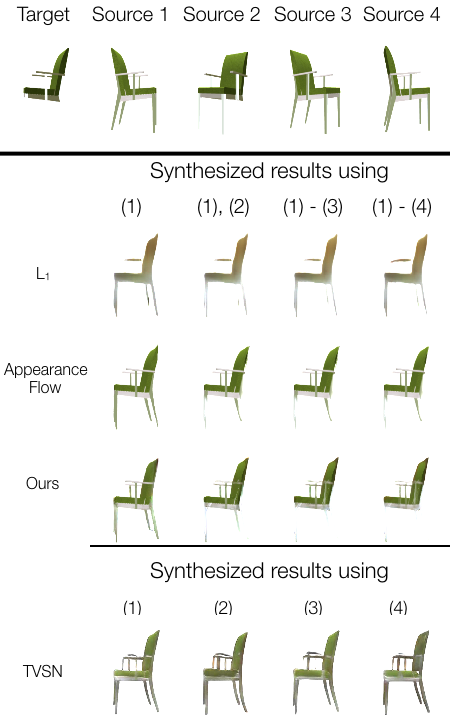 Target Source 1 Source 2 Source 3 Source 4
Synthesized results using
(1) (1), (2) (1) - (3) (1) - (4)
L₁
Appearance
Flow
Ours
Synthesized results using
(1) (2) (3) (4)
TVSN